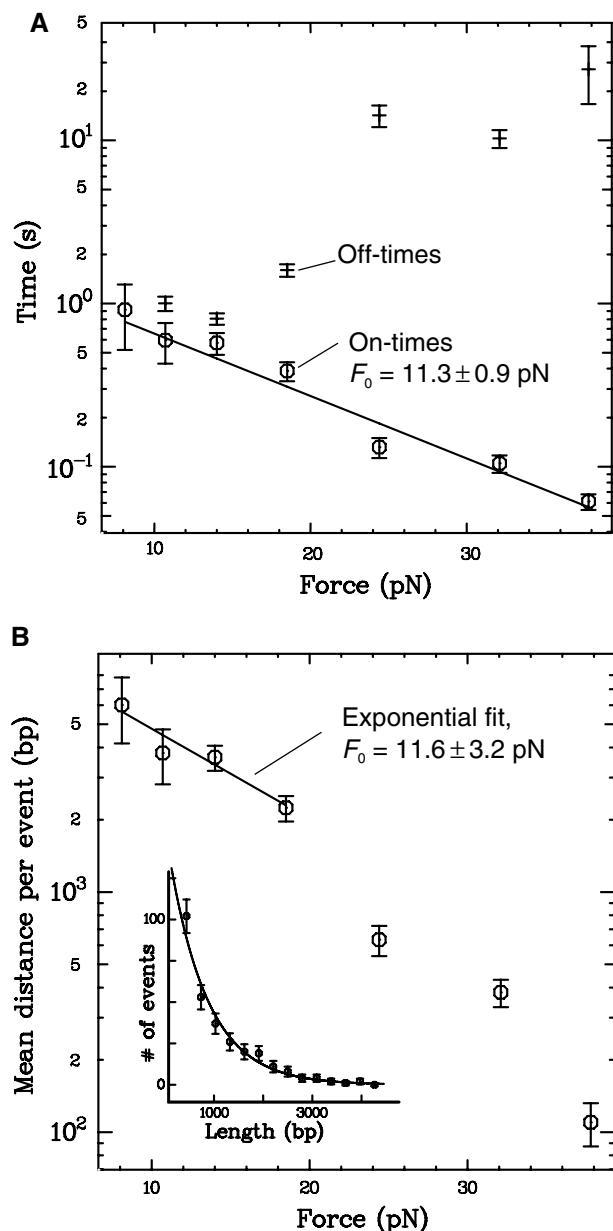 A
5
2
10¹
5
2
10⁰
5
2
10⁻¹
5
Time (s)
Off-times
On-times
F₀ = 11.3 ± 0.9 pN
10
20
30
Force (pN)
B
5
2
10³
5
2
10²
Mean distance per event (bp)
Exponential fit,
F₀ = 11.6 ± 3.2 pN
100
0
# of events
1000
3000
Length (bp)
10
20
30
Force (pN)